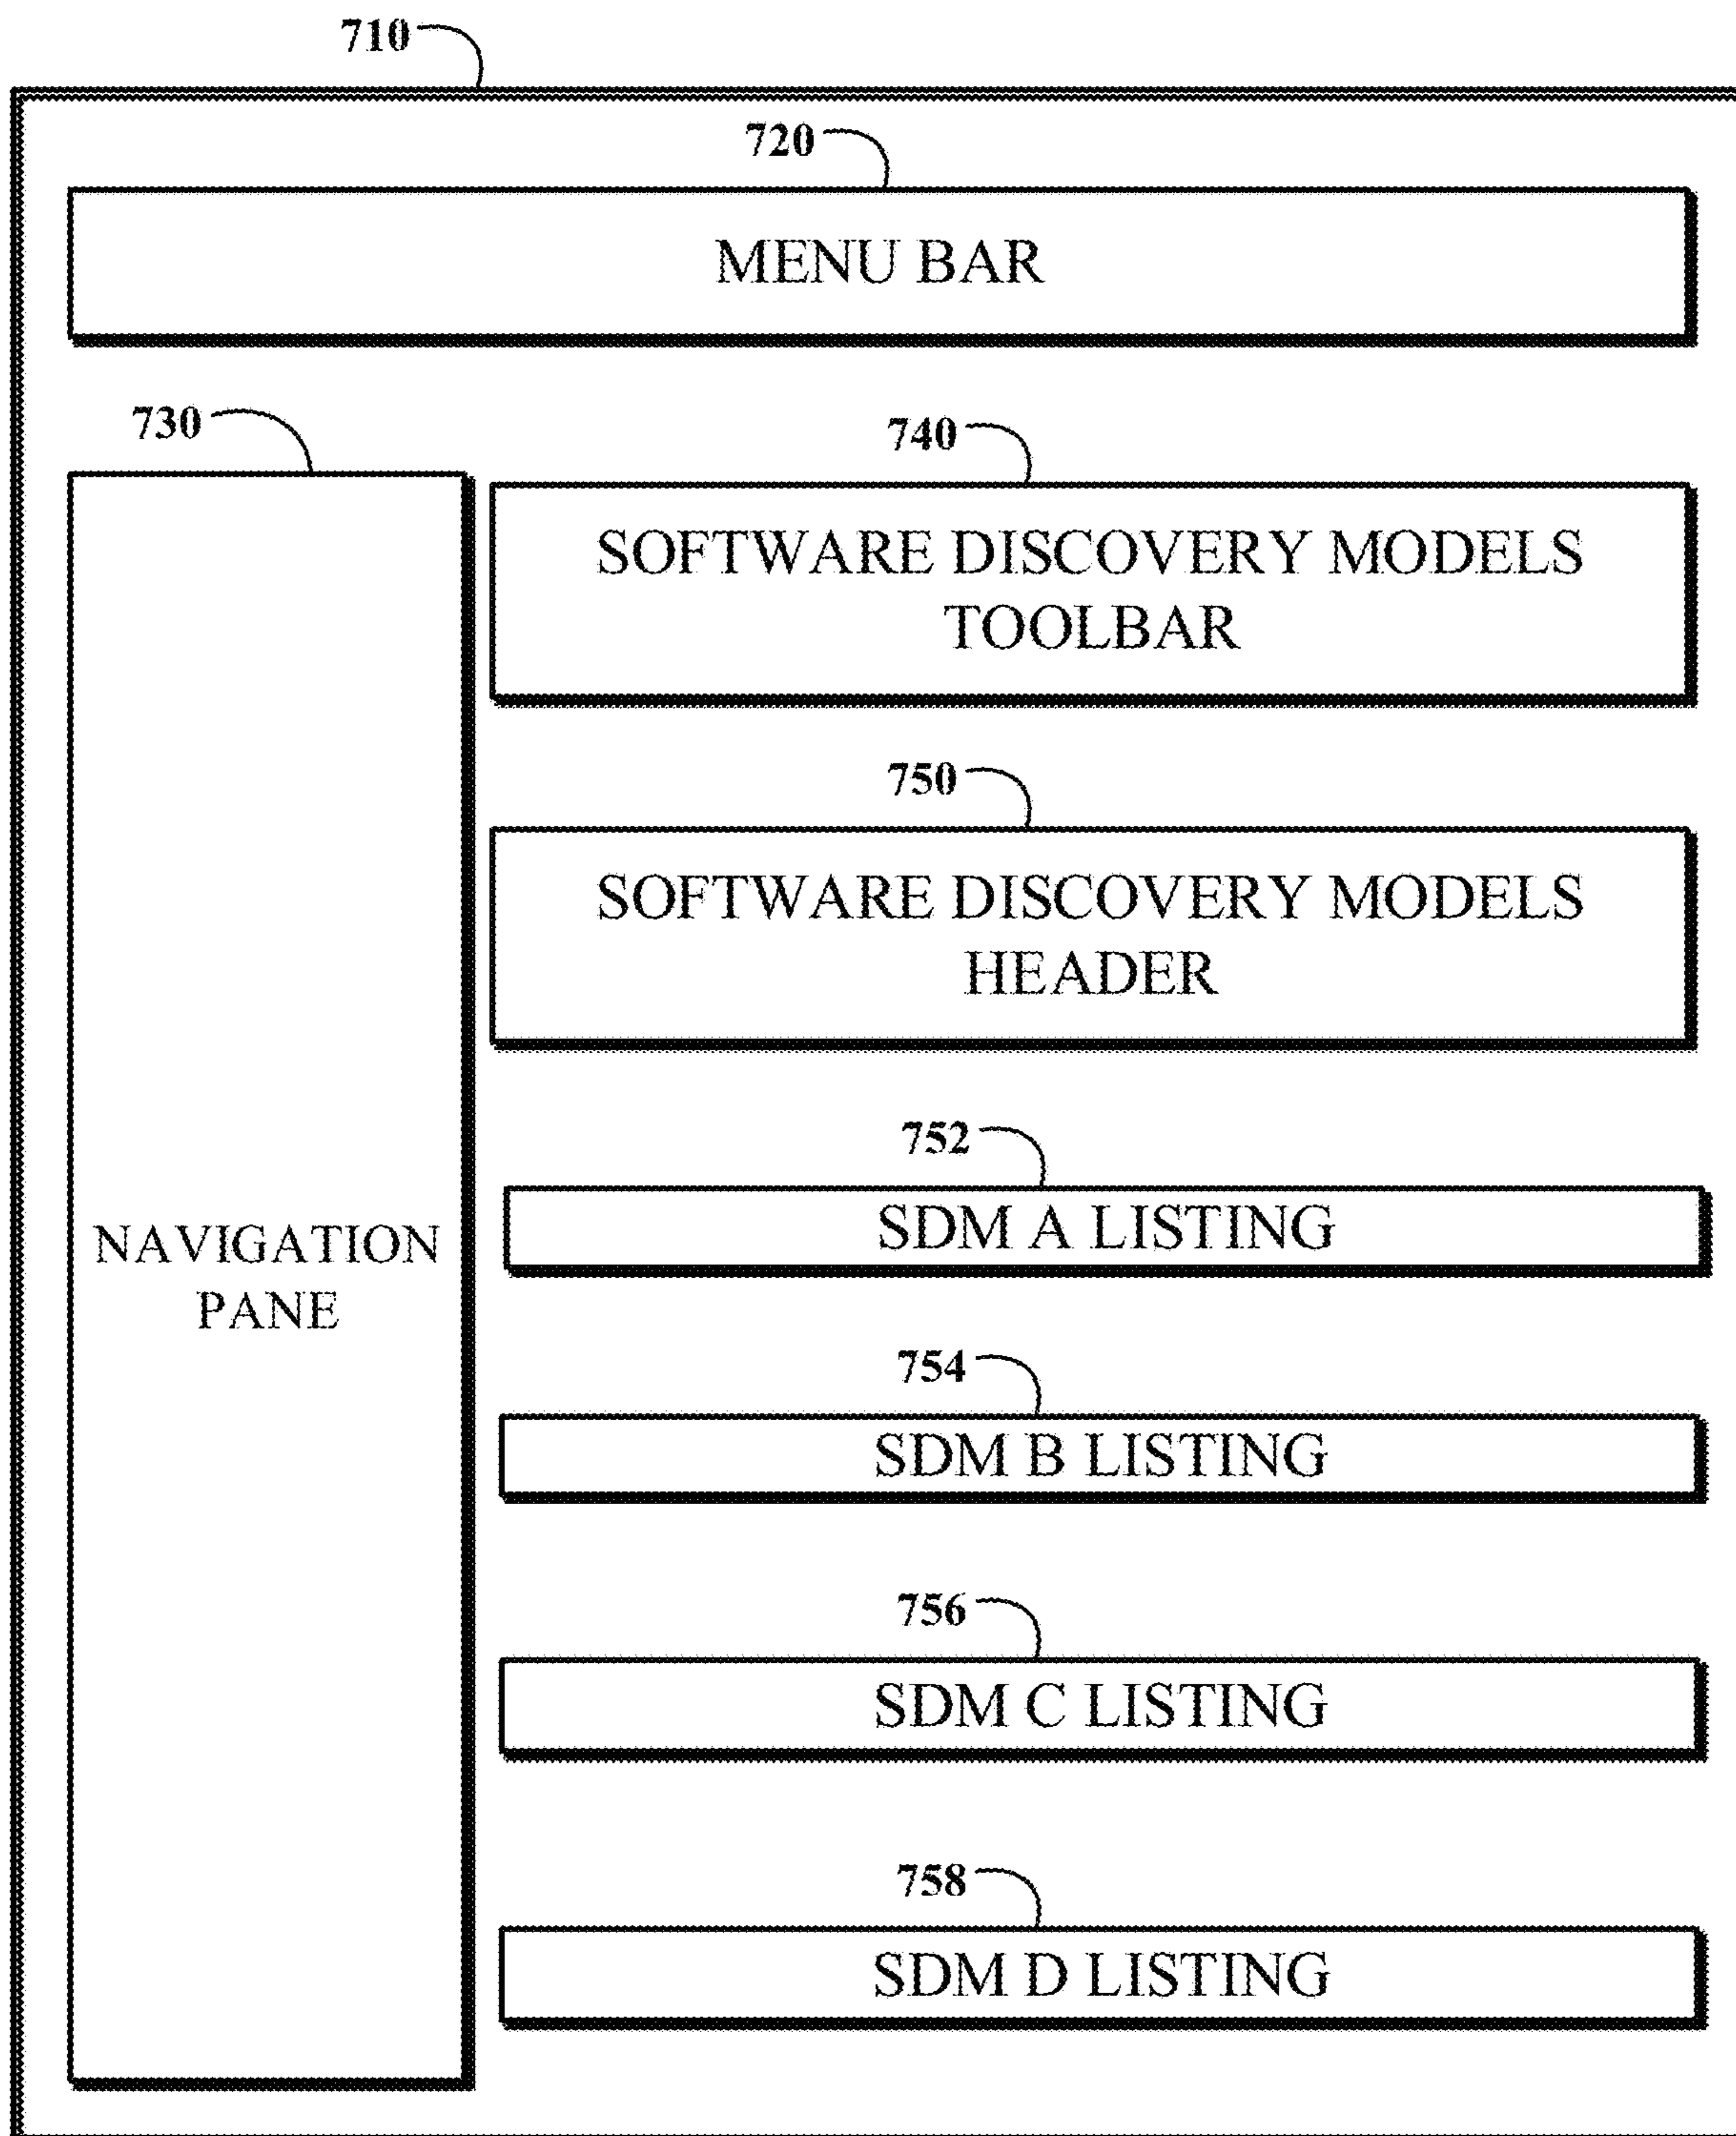 710
720
MENU BAR
730
740
SOFTWARE DISCOVERY MODELS
TOOLBAR
750
SOFTWARE DISCOVERY MODELS
HEADER
NAVIGATION
PANE
752
SDM A LISTING
754
SDM B LISTING
756
SDM C LISTING
758
SDM D LISTING